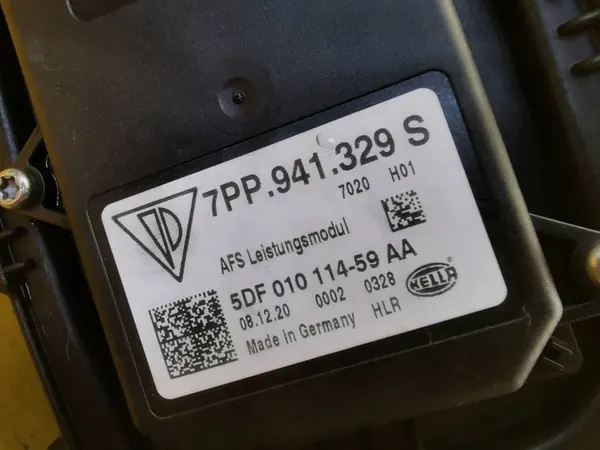 7PP.941.329 S
7020 H01
AFS Leistungsmodul
5DF 010 114-59 AA
08.12.20 0002 0328
Made in Germany HLR
HELLA